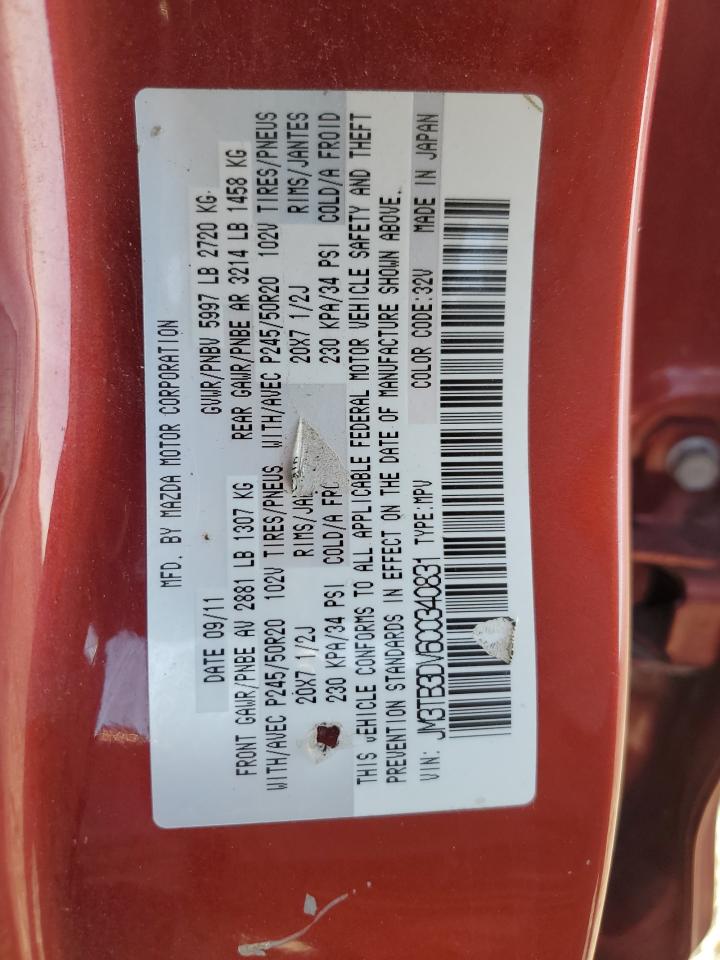 MFD. BY MAZDA MOTOR CORPORATION
DATE 09/11 GVWR/PNBV 5997 LB 2720 KG
FRONT GAWR/PNBE AV 2881 LB 1307 KG REAR GAWR/PNBE AR 3214 LB 1458 KG
WITH/AVEC P245/50R20 102V TIRES/PNEUS WITH/AVEC P245/50R20 102V TIRES/PNEUS
20X7 1/2J RIMS/JAN 20X7 1/2J RIMS/JANTES
230 KPA/34 PSI COLD/A FRO 230 KPA/34 PSI COLD/A FROID
THIS VEHICLE CONFORMS TO ALL APPLICABLE FEDERAL MOTOR VEHICLE SAFETY AND THEFT
PREVENTION STANDARDS IN EFFECT ON THE DATE OF MANUFACTURE SHOWN ABOVE.
VIN: JM3TB3DV6C0340831 TYPE:MPV COLOR CODE:32V MADE IN JAPAN